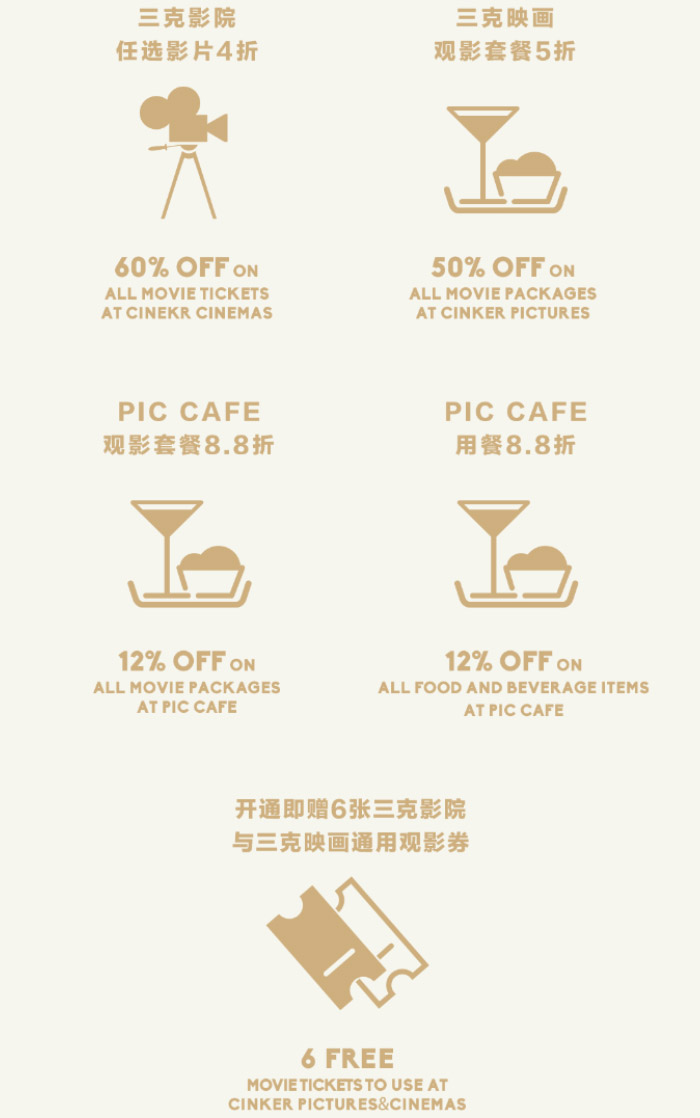 三克影院
任选影片4折
60% OFF ON
ALL MOVIE TICKETS
AT CINEKR CINEMAS
三克映画
观影套餐5折
50% OFF ON
ALL MOVIE PACKAGES
AT CINKER PICTURES
PIC CAFE
观影套餐8.8折
12% OFF ON
ALL MOVIE PACKAGES
AT PIC CAFE
PIC CAFE
用餐8.8折
12% OFF ON
ALL FOOD AND BEVERAGE ITEMS
AT PIC CAFE
开通即赠6张三克影院
与三克映画通用观影券
6 FREE
MOVIE TICKETS TO USE AT
CINKER PICTURES&CINEMAS